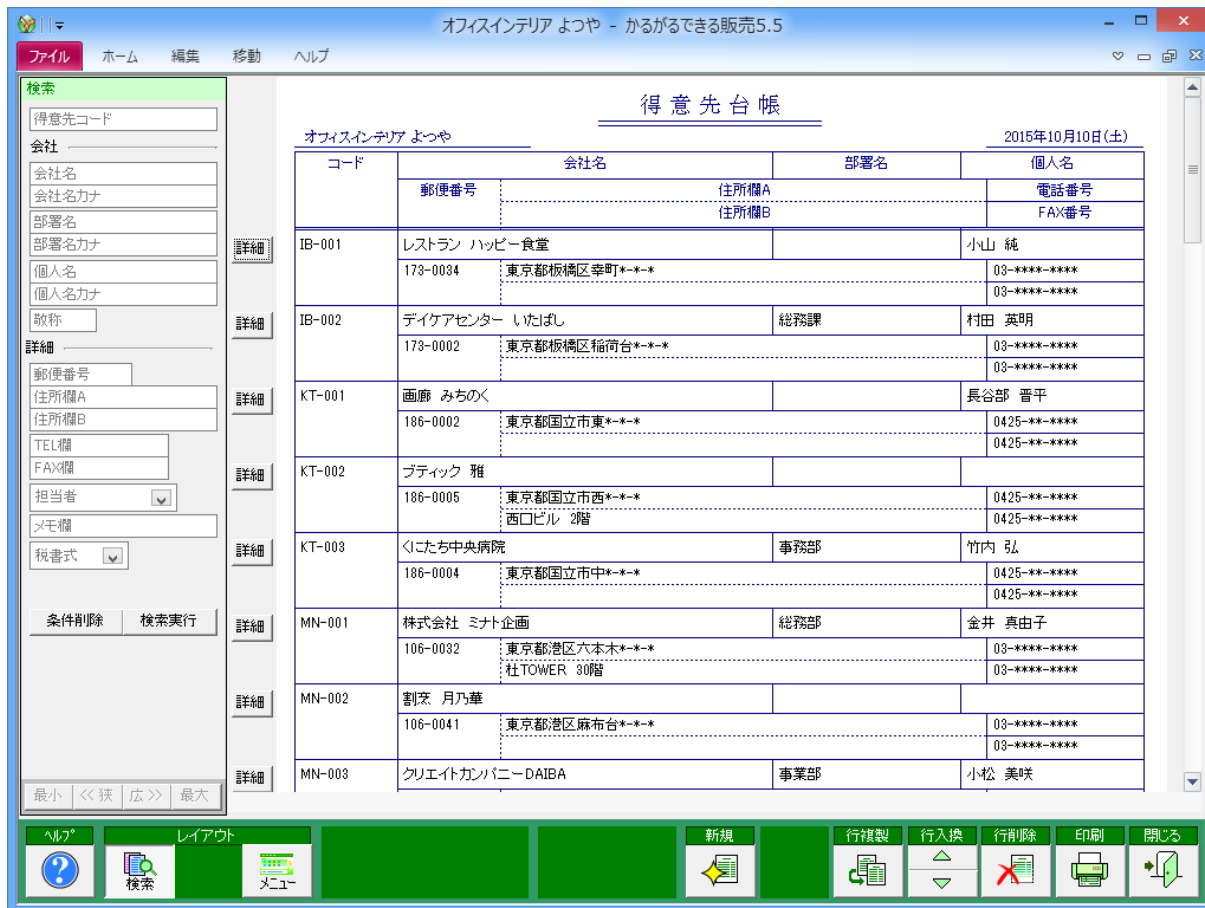 オフィスインテリア よつや - かるがるできる販売5.5
ファイル ホーム 編集 移動 ヘルプ
検索
得意先コード
会社
会社名
会社名カナ
部署名
部署名カナ
個人名
個人名カナ
敬称
詳細
郵便番号
住所欄A
住所欄B
TEL欄
FAX欄
担当者
メモ欄
税書式
条件削除 検索実行
最小 <<狭 広>> 最大
得意先台帳
オフィスインテリア よつや 2015年10月10日(土)
コード 会社名 部署名 個人名
郵便番号 住所欄A 電話番号
住所欄B FAX番号
詳細 IB-001 レストラン ハッピー食堂 小山 純
173-0034 東京都板橋区幸町*-*-* 03-****-****
03-****-****
詳細 IB-002 デイケアセンター いたばし 総務課 村田 英明
173-0002 東京都板橋区稲荷台*-*-* 03-****-****
03-****-****
詳細 KT-001 画廊 みちのく 長谷部 晋平
186-0002 東京都国立市東*-*-* 0425-**-****
0425-**-****
詳細 KT-002 ブティック 雅
186-0005 東京都国立市西*-*-* 0425-**-****
西口ビル 2階 0425-**-****
詳細 KT-003 くにたち中央病院 事務部 竹内 弘
186-0004 東京都国立市中*-*-* 0425-**-****
0425-**-****
詳細 MN-001 株式会社 ミナト企画 総務部 金井 真由子
106-0032 東京都港区六本木*-*-* 03-****-****
杜TOWER 30階 03-****-****
詳細 MN-002 割烹 月乃華
106-0041 東京都港区麻布台*-*-* 03-****-****
03-****-****
詳細 MN-003 クリエイトカンパニーDAIBA 事業部 小松 美咲
ヘルプ レイアウト 新規 行複製 行入換 行削除 印刷 閉じる
検索 メニュー